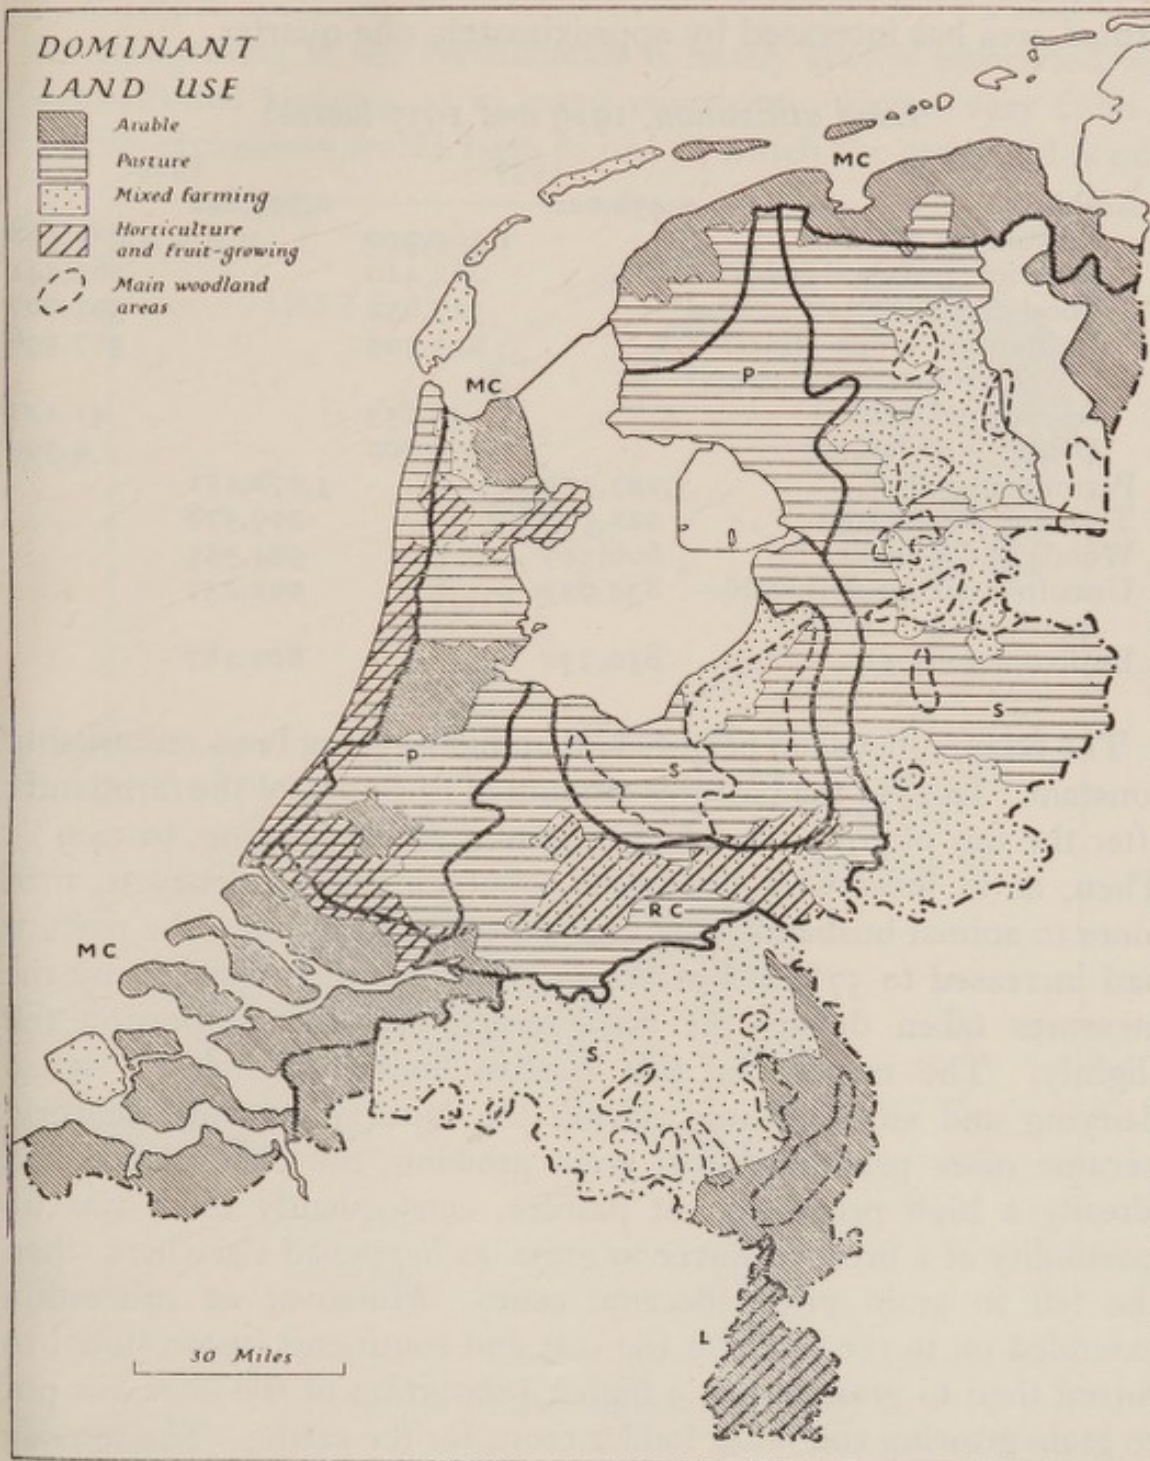 DOMINANT
LAND USE
Arable
Pasture
Mixed farming
Horticulture
and fruit-growing
Main woodland
areas
MC
MC
P
S
P
S
RC
MC
S
L
30 Miles